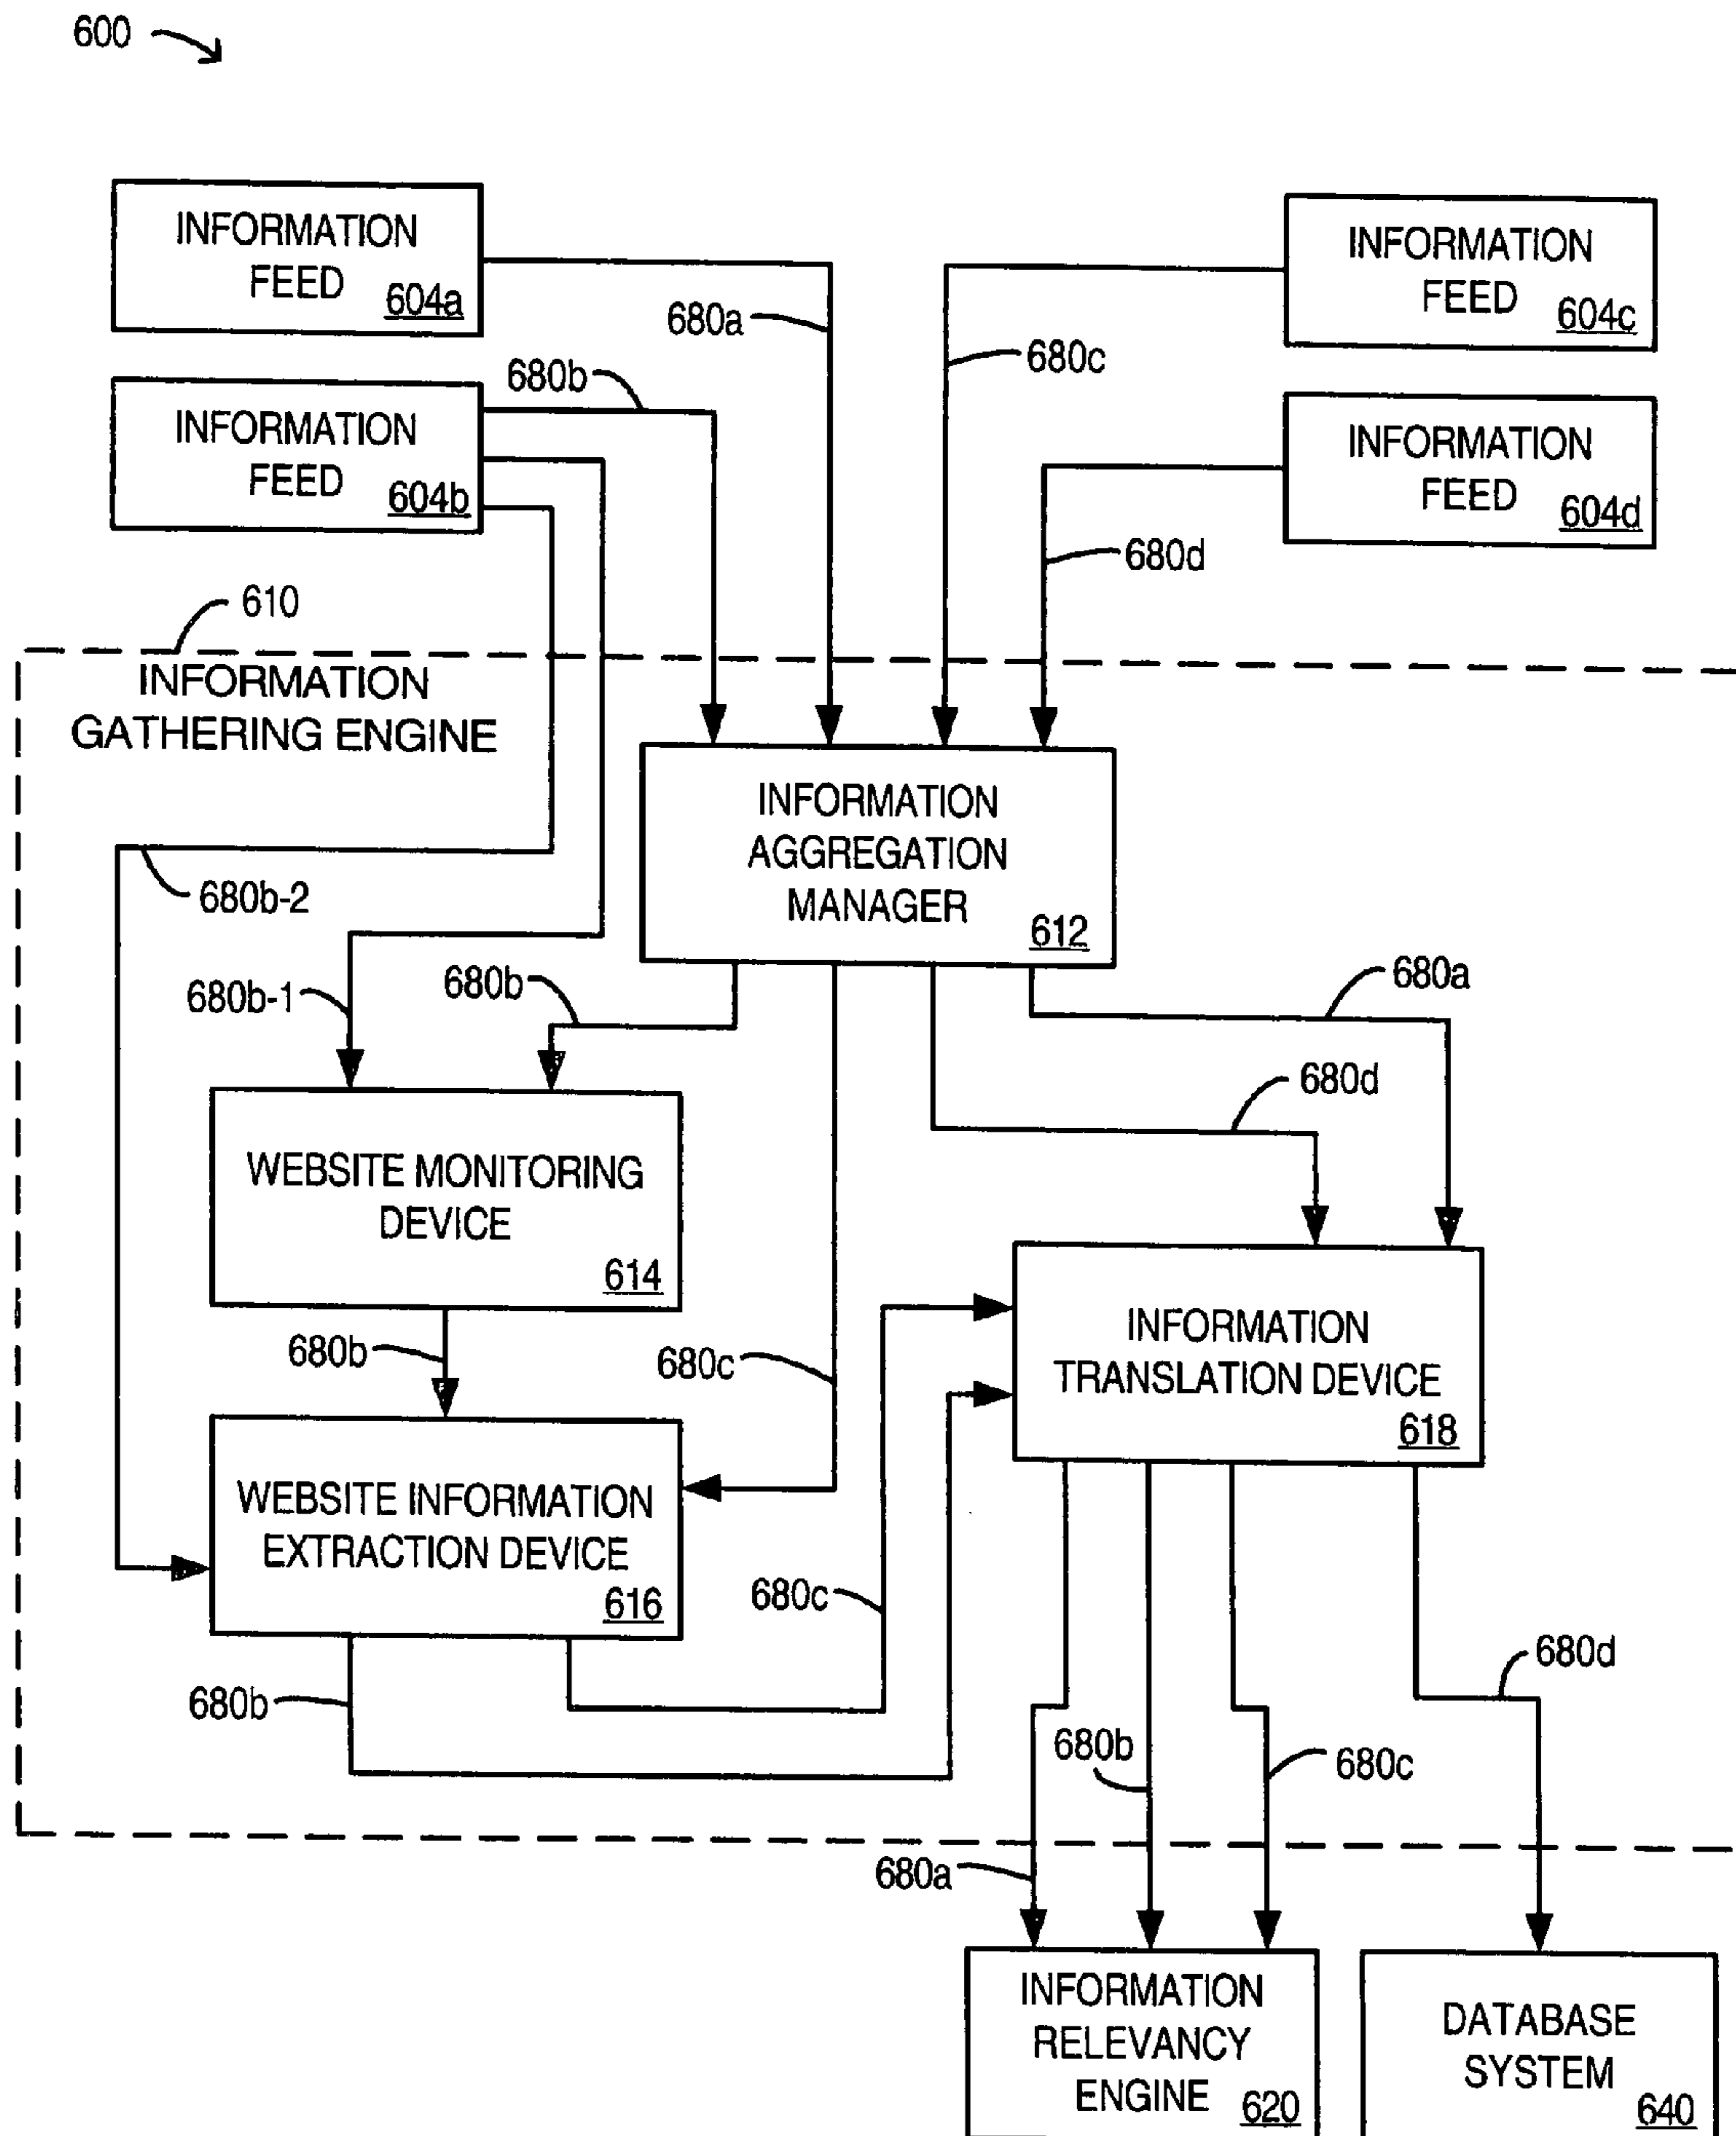 600
INFORMATION
FEED
604a
INFORMATION
FEED
604c
680a
680c
680b
INFORMATION
FEED
604b
INFORMATION
FEED
604d
680d
610
INFORMATION
GATHERING ENGINE
INFORMATION
AGGREGATION
MANAGER
612
680b-2
680b-1
680b
680a
680d
WEBSITE MONITORING
DEVICE
614
INFORMATION
TRANSLATION DEVICE
618
680b
680c
WEBSITE INFORMATION
EXTRACTION DEVICE
616
680c
680b
680d
680b
680c
680a
INFORMATION
RELEVANCY
ENGINE
620
DATABASE
SYSTEM
640